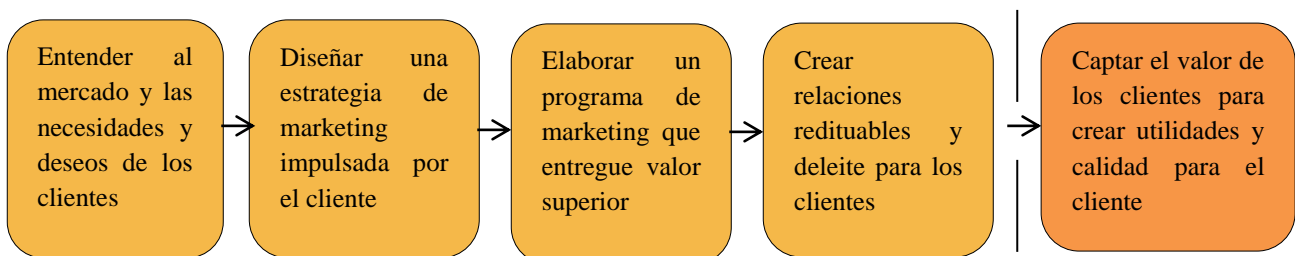 Entender al
mercado y las
necesidades y
deseos de los
clientes
Diseñar una
estrategia de
marketing
impulsada por
el cliente
Elaborar un
programa de
marketing que
entregue valor
superior
Crear
relaciones
redituables y
deleite para los
clientes
Captar el valor de
los clientes para
crear utilidades y
calidad para el
cliente